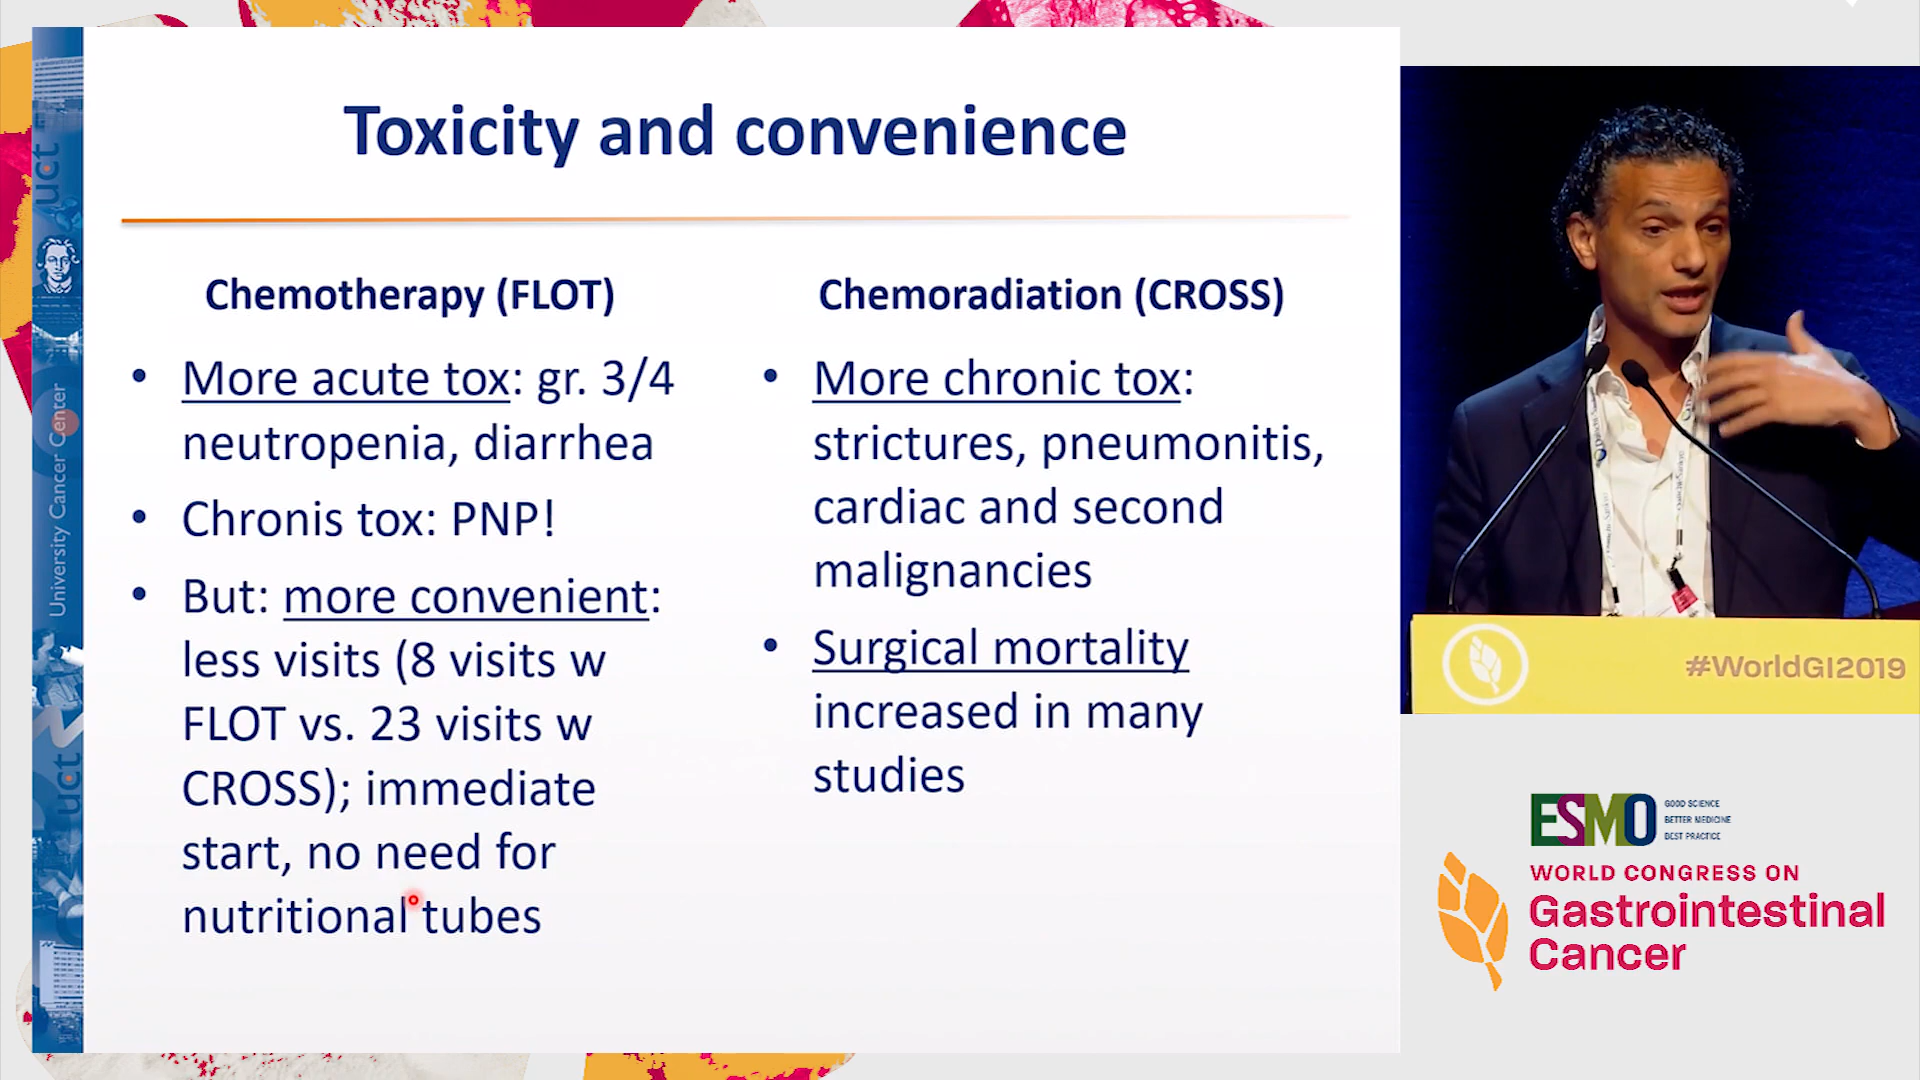 Toxicity and convenience
Chemotherapy (FLOT)
• More acute tox: gr. 3/4
neutropenia, diarrhea
• Chronis tox: PNP!
• But: more convenient:
less visits (8 visits w
FLOT vs. 23 visits w
CROSS); immediate
start, no need for
nutritional tubes
Chemoradiation (CROSS)
• More chronic tox:
strictures, pneumonitis,
cardiac and second
malignancies
• Surgical mortality
increased in many
studies
uct
University Cancer Center
uct
#WorldGI2019
ESMO
GOOD SCIENCE
BETTER MEDICINE
BEST PRACTICE
WORLD CONGRESS ON
Gastrointestinal
Cancer